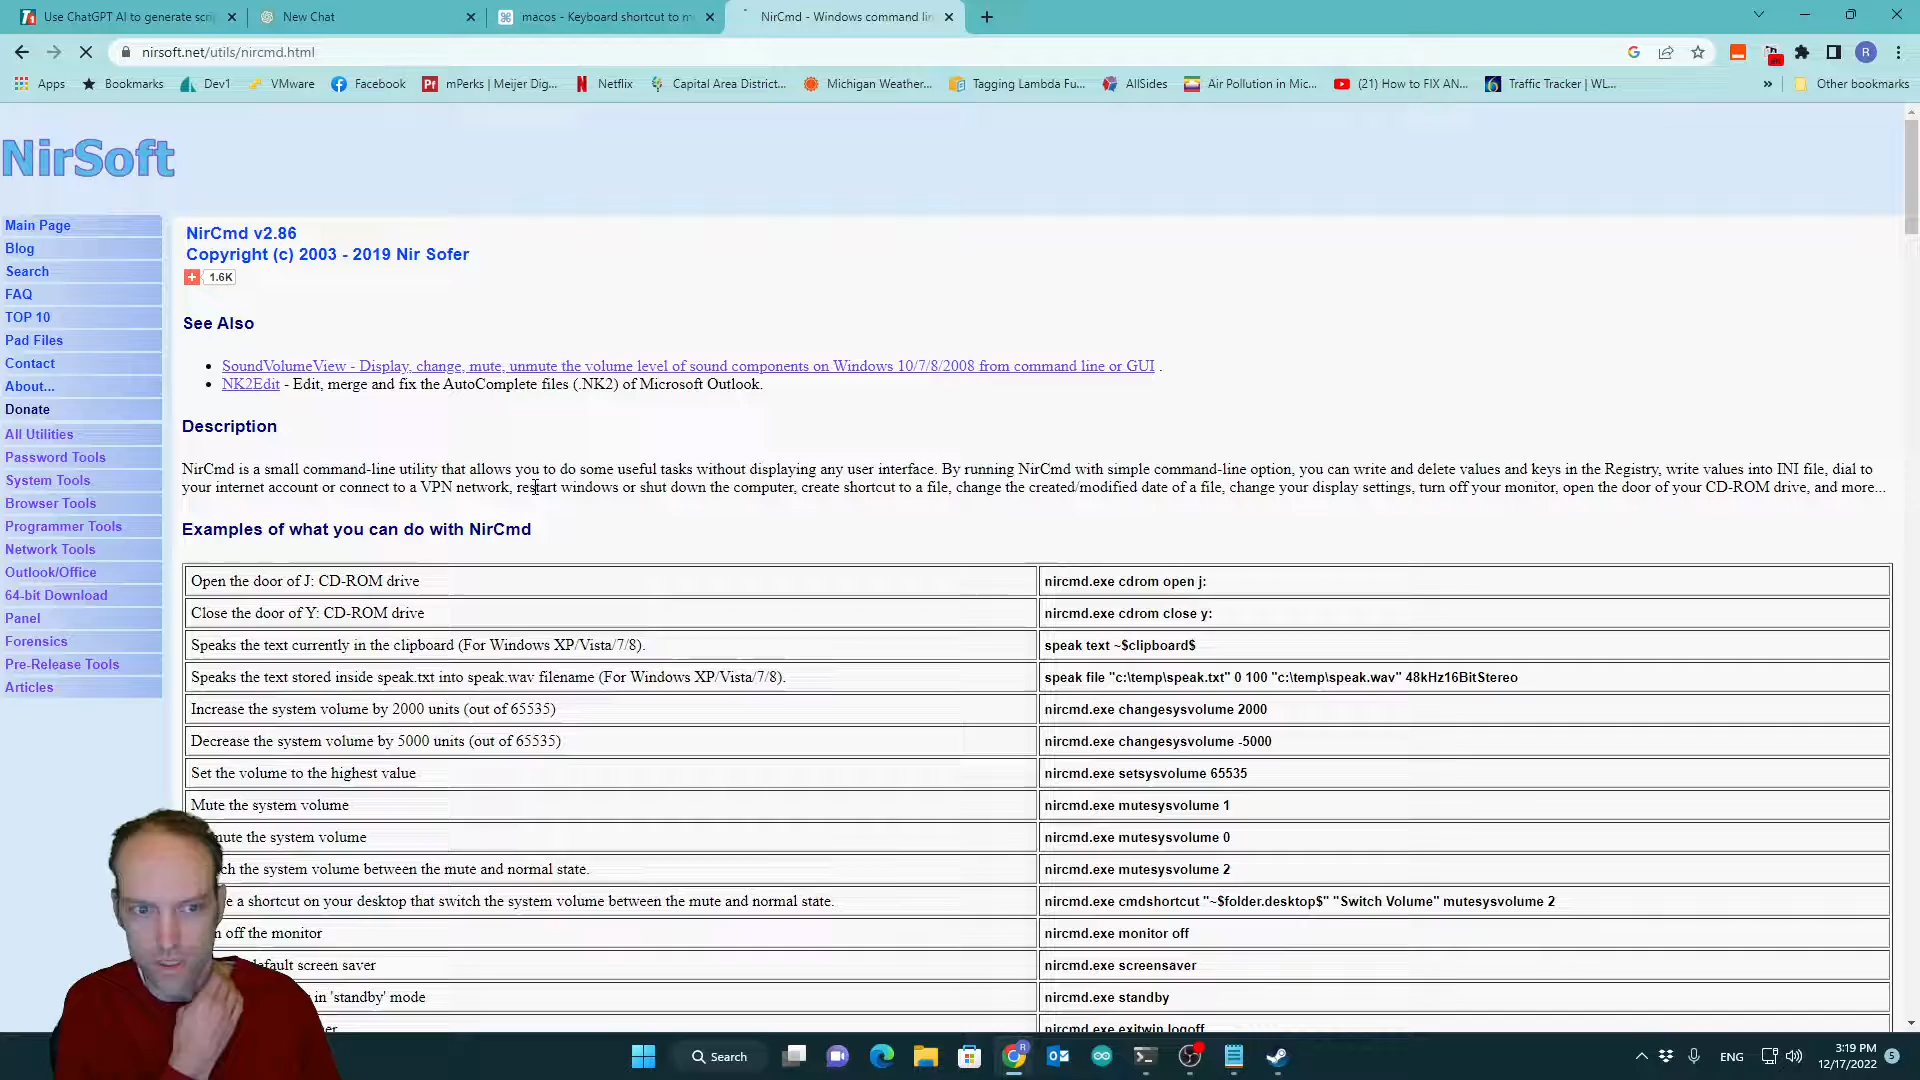 Use ChatGPT AI to generate scri
New Chat
macos - Keyboard shortcut to m
NirCmd - Windows command lin
nirsoft.net/utils/nircmd.html
R
Apps
Bookmarks
Dev1
VMware
Facebook
mPerks | Meijer Dig...
Netflix
Capital Area District...
Michigan Weather...
Tagging Lambda Fu...
AllSides
Air Pollution in Mic...
(21) How to FIX AN...
Traffic Tracker | WL...
»
Other bookmarks
NirSoft
Main Page
Blog
Search
FAQ
TOP 10
Pad Files
Contact
About...
Donate
All Utilities
Password Tools
System Tools
Browser Tools
Programmer Tools
Network Tools
Outlook/Office
64-bit Download
Panel
Forensics
Pre-Release Tools
Articles
NirCmd v2.86
Copyright (c) 2003 - 2019 Nir Sofer
1.6K
See Also
SoundVolumeView - Display, change, mute, unmute the volume level of sound components on Windows 10/7/8/2008 from command line or GUI .
NK2Edit - Edit, merge and fix the AutoComplete files (.NK2) of Microsoft Outlook.
Description
NirCmd is a small command-line utility that allows you to do some useful tasks without displaying any user interface. By running NirCmd with simple command-line option, you can write and delete values and keys in the Registry, write values into INI file, dial to
your internet account or connect to a VPN network, restart windows or shut down the computer, create shortcut to a file, change the created/modified date of a file, change your display settings, turn off your monitor, open the door of your CD-ROM drive, and more...
Examples of what you can do with NirCmd
Open the door of J: CD-ROM drive nircmd.exe cdrom open j:
Close the door of Y: CD-ROM drive nircmd.exe cdrom close y:
Speaks the text currently in the clipboard (For Windows XP/Vista/7/8). speak text ~$clipboard$
Speaks the text stored inside speak.txt into speak.wav filename (For Windows XP/Vista/7/8). speak file "c:\temp\speak.txt" 0 100 "c:\temp\speak.wav" 48kHz16BitStereo
Increase the system volume by 2000 units (out of 65535) nircmd.exe changesysvolume 2000
Decrease the system volume by 5000 units (out of 65535) nircmd.exe changesysvolume -5000
Set the volume to the highest value nircmd.exe setsysvolume 65535
Mute the system volume nircmd.exe mutesysvolume 1
mute the system volume nircmd.exe mutesysvolume 0
ch the system volume between the mute and normal state. nircmd.exe mutesysvolume 2
e a shortcut on your desktop that switch the system volume between the mute and normal state. nircmd.exe cmdshortcut "~$folder.desktop$" "Switch Volume" mutesysvolume 2
n off the monitor nircmd.exe monitor off
default screen saver nircmd.exe screensaver
in 'standby' mode nircmd.exe standby
er nircmd.exe exitwin logoff
Search
ENG
3:19 PM
12/17/2022
5